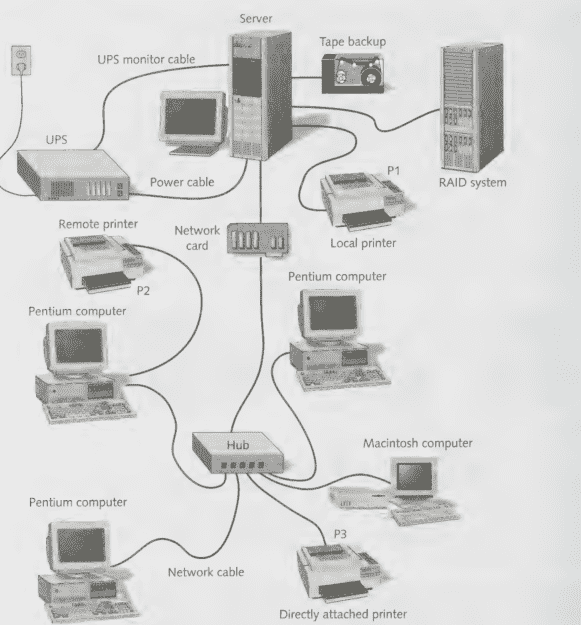 Server
Tape backup
UPS monitor cable
UPS
Power cable
P1
RAID system
Remote printer
Network
card
Local printer
P2
Pentium computer
Pentium computer
Hub
Macintosh computer
Pentium computer
P3
Network cable
Directly attached printer